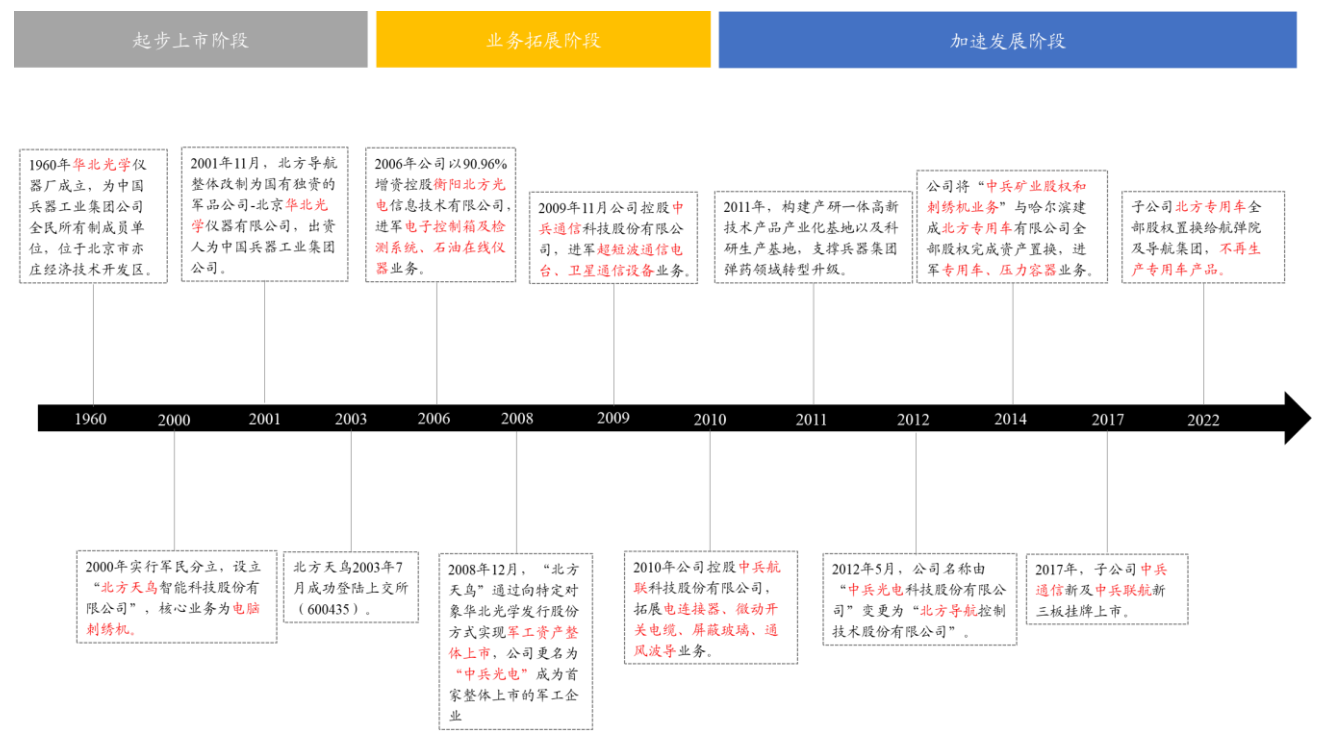 起步上市阶段
业务拓展阶段
加速发展阶段
1960年华北光学仪
器厂成立，为中国
兵器工业集团公司
全民所有制成员单
位，位于北京市亦
庄经济技术开发区。
2001年11月，北方导航
整体改制为国有独资的
军品公司-北京华北光
学仪器有限公司，出资
人为中国兵器工业集团
公司。
2006年公司以90.96%
增资控股衡阳北方光
电信息技术有限公司，
进军电子控制箱及检
测系统、石油在线仪
器业务。
2009年11月公司控股中
兵通信科技股份有限公
司，进军超短波通信电
台、卫星通信设备业务。
2011年，构建产研一体高新
技术产品产业化基地以及科
研生产基地，支撑兵器集团
弹药领域转型升级。
公司将“中兵矿业股权和
刺绣机业务”与哈尔滨建
成北方专用车有限公司全
部股权完成资产置换，进
军专用车、压力容器业务。
子公司北方专用车全
部股权置换给航弹院
及导航集团，不再生
产专用车产品。
1960
2000
2001
2003
2006
2008
2009
2010
2011
2012
2014
2017
2022
2000年实行军民分立，设立
“北方天鸟智能科技股份有
限公司”，核心业务为电脑
刺绣机。
北方天鸟2003年7
月成功登陆上交所
（600435）。
2008年12月，“北方
天鸟”通过向特定对
象华北光学发行股份
方式实现军工资产整
体上市，公司更名为
“中兵光电”成为首
家整体上市的军工企
业
2010年公司控股中兵航
联科技股份有限公司，
拓展电连接器、微动开
关电缆、屏蔽玻璃、通
风波导业务。
2012年5月，公司名称由
“中兵光电科技股份有限公
司”变更为“北方导航控制
技术股份有限公司”。
2017年，子公司中兵
通信新及中兵联航新
三板挂牌上市。